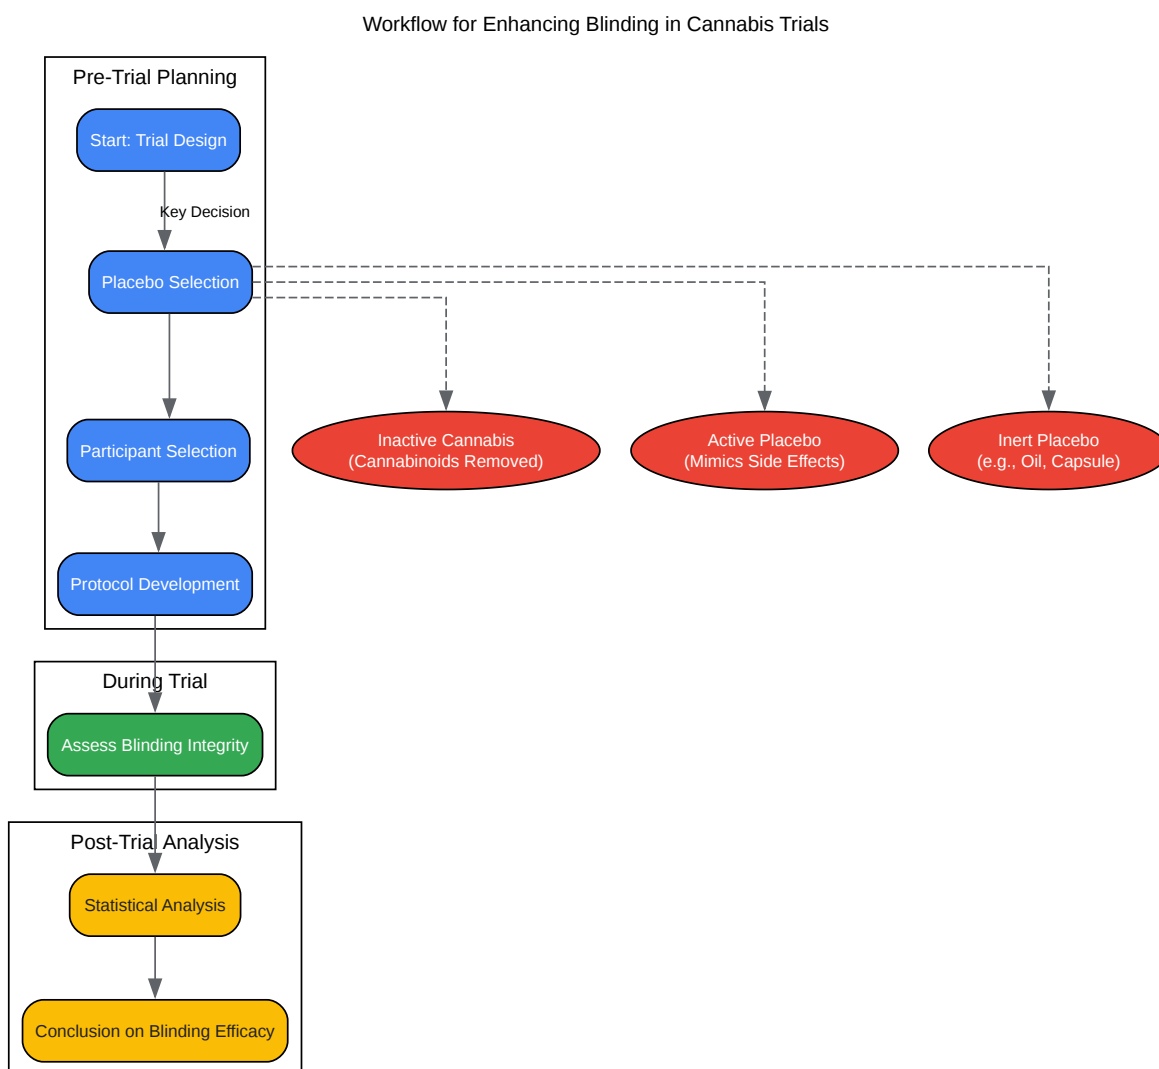 Workflow for Enhancing Blinding in Cannabis Trials
Pre-Trial Planning
Start: Trial Design
Key Decision
Placebo Selection
Participant Selection
Inactive Cannabis
(Cannabinoids Removed)
Active Placebo
(Mimics Side Effects)
Inert Placebo
(e.g., Oil, Capsule)
Protocol Development
During Trial
Assess Blinding Integrity
Post-Trial Analysis
Statistical Analysis
Conclusion on Blinding Efficacy